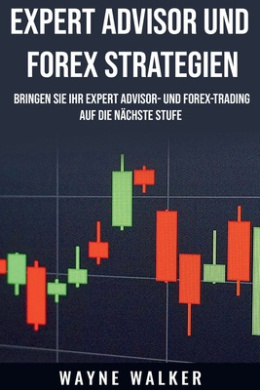 EXPERT ADVISOR UND
FOREX STRATEGIEN
BRINGEN SIE IHR EXPERT ADVISOR- UND FOREX-TRADING
AUF DIE NÄCHSTE STUFE
WAYNE WALKER